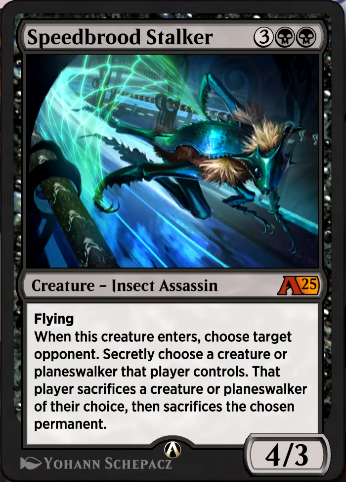 Speedbrood Stalker 3
Creature – Insect Assassin A25
Flying
When this creature enters, choose target
opponent. Secretly choose a creature or
planeswalker that player controls. That
player sacrifices a creature or planeswalker
of their choice, then sacrifices the chosen
permanent.
Yohann Schepacz
4/3